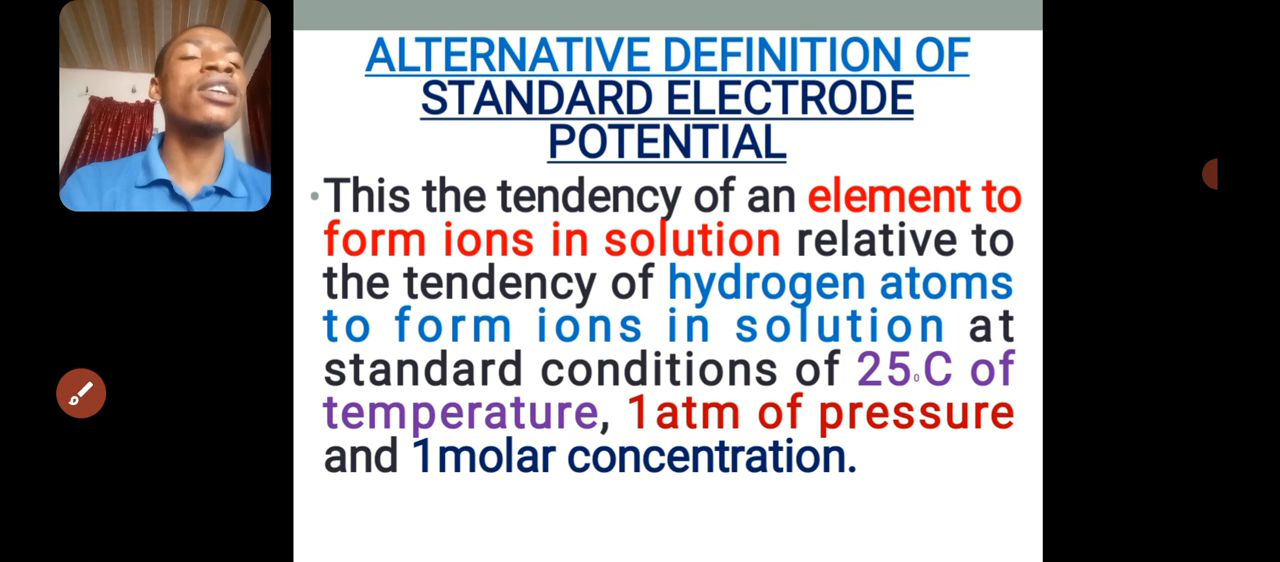 ALTERNATIVE DEFINITION OF
STANDARD ELECTRODE
POTENTIAL
•This the tendency of an element to
form ions in solution relative to
the tendency of hydrogen atoms
to form ions in solution at
standard conditions of 25₀C of
temperature, 1atm of pressure
and 1molar concentration.